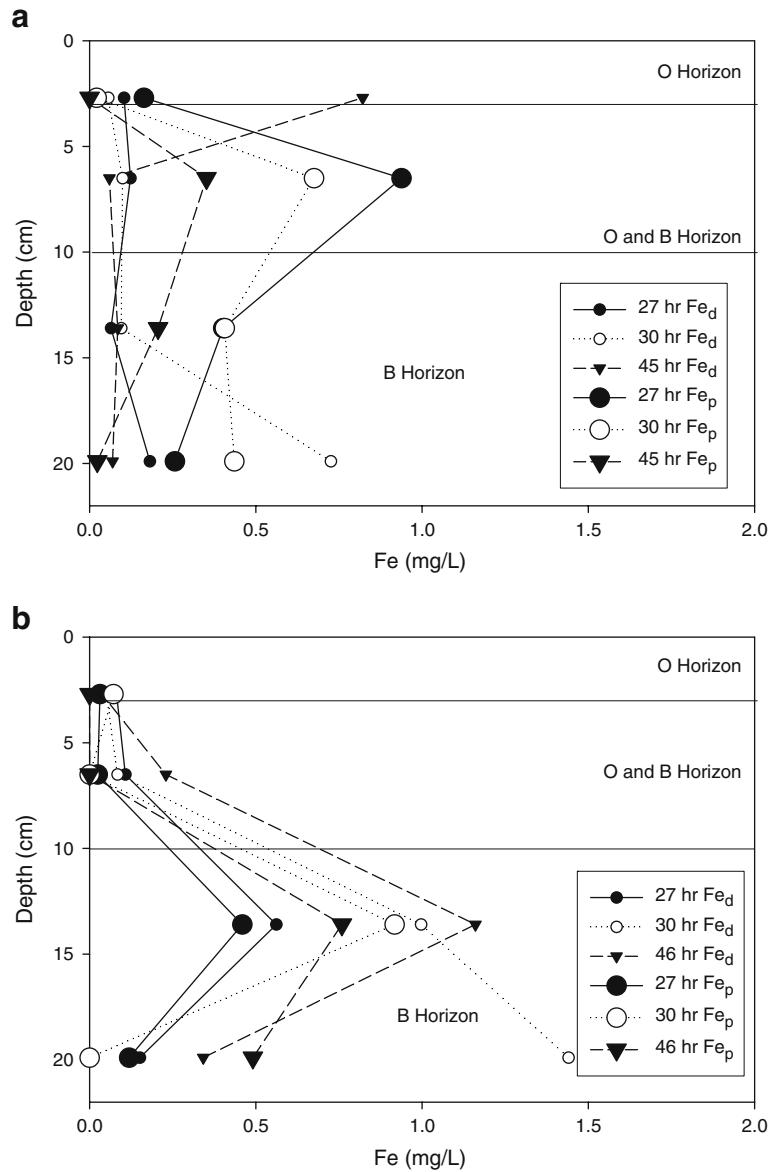 a
0
O Horizon
5
O and B Horizon
10
Depth (cm)
27 hr Fed
30 hr Fed
45 hr Fed
27 hr Fep
30 hr Fep
45 hr Fep
15
B Horizon
20
0.0 0.5 1.0 1.5 2.0
Fe (mg/L)
b
0
O Horizon
5
O and B Horizon
10
Depth (cm)
27 hr Fed
30 hr Fed
46 hr Fed
27 hr Fep
30 hr Fep
46 hr Fep
15
B Horizon
20
0.0 0.5 1.0 1.5 2.0
Fe (mg/L)